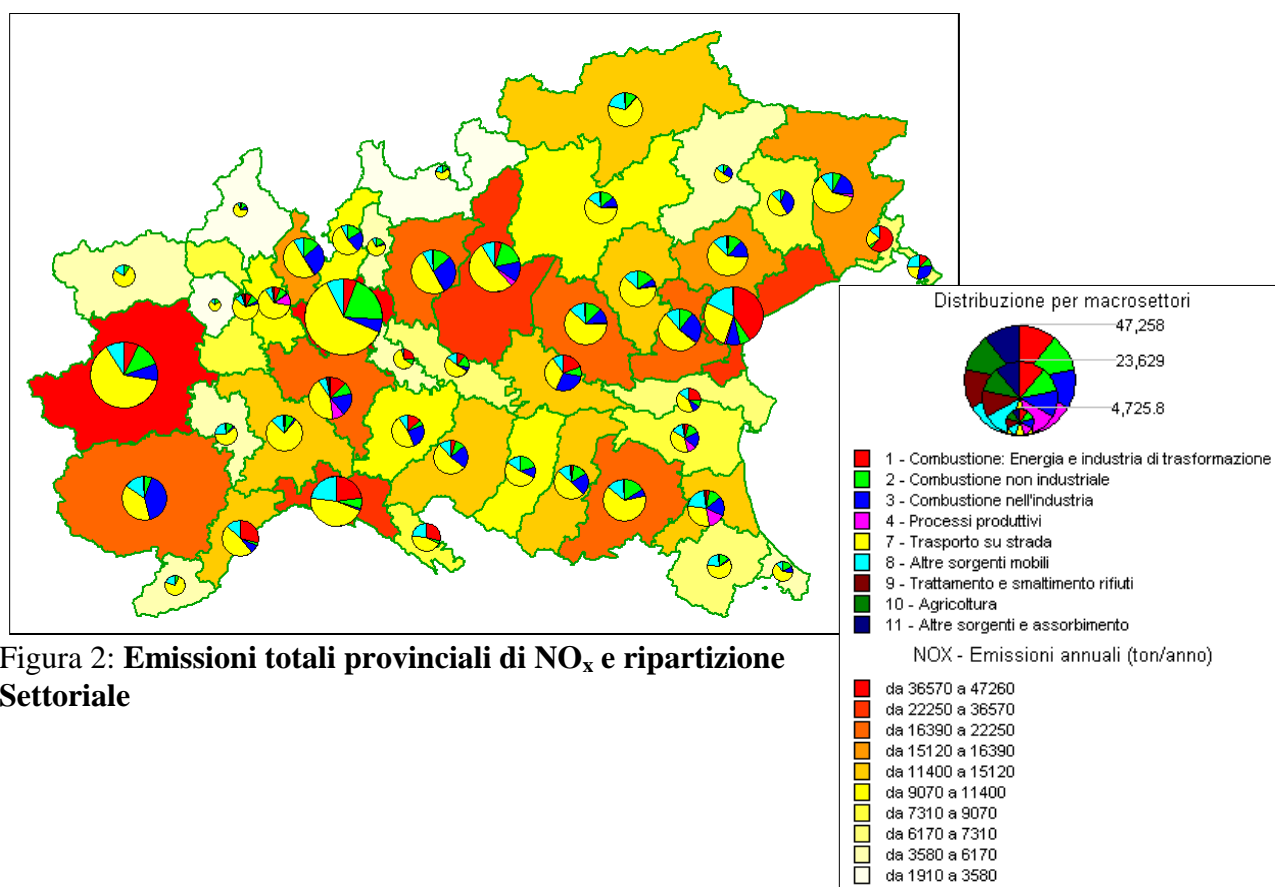 Distribuzione per macrosettori
47,258
23,629
4,725.8
1 - Combustione: Energia e industria di trasformazione
2 - Combustione non industriale
3 - Combustione nell'industria
4 - Processi produttivi
7 - Trasporto su strada
8 - Altre sorgenti mobili
9 - Trattamento e smaltimento rifiuti
10 - Agricoltura
11 - Altre sorgenti e assorbimento
NOX - Emissioni annuali (ton/anno)
da 36570 a 47260
da 22250 a 36570
da 16390 a 22250
da 15120 a 16390
da 11400 a 15120
da 9070 a 11400
da 7310 a 9070
da 6170 a 7310
da 3580 a 6170
da 1910 a 3580
Figura 2: Emissioni totali provinciali di NOx e ripartizione
Settoriale